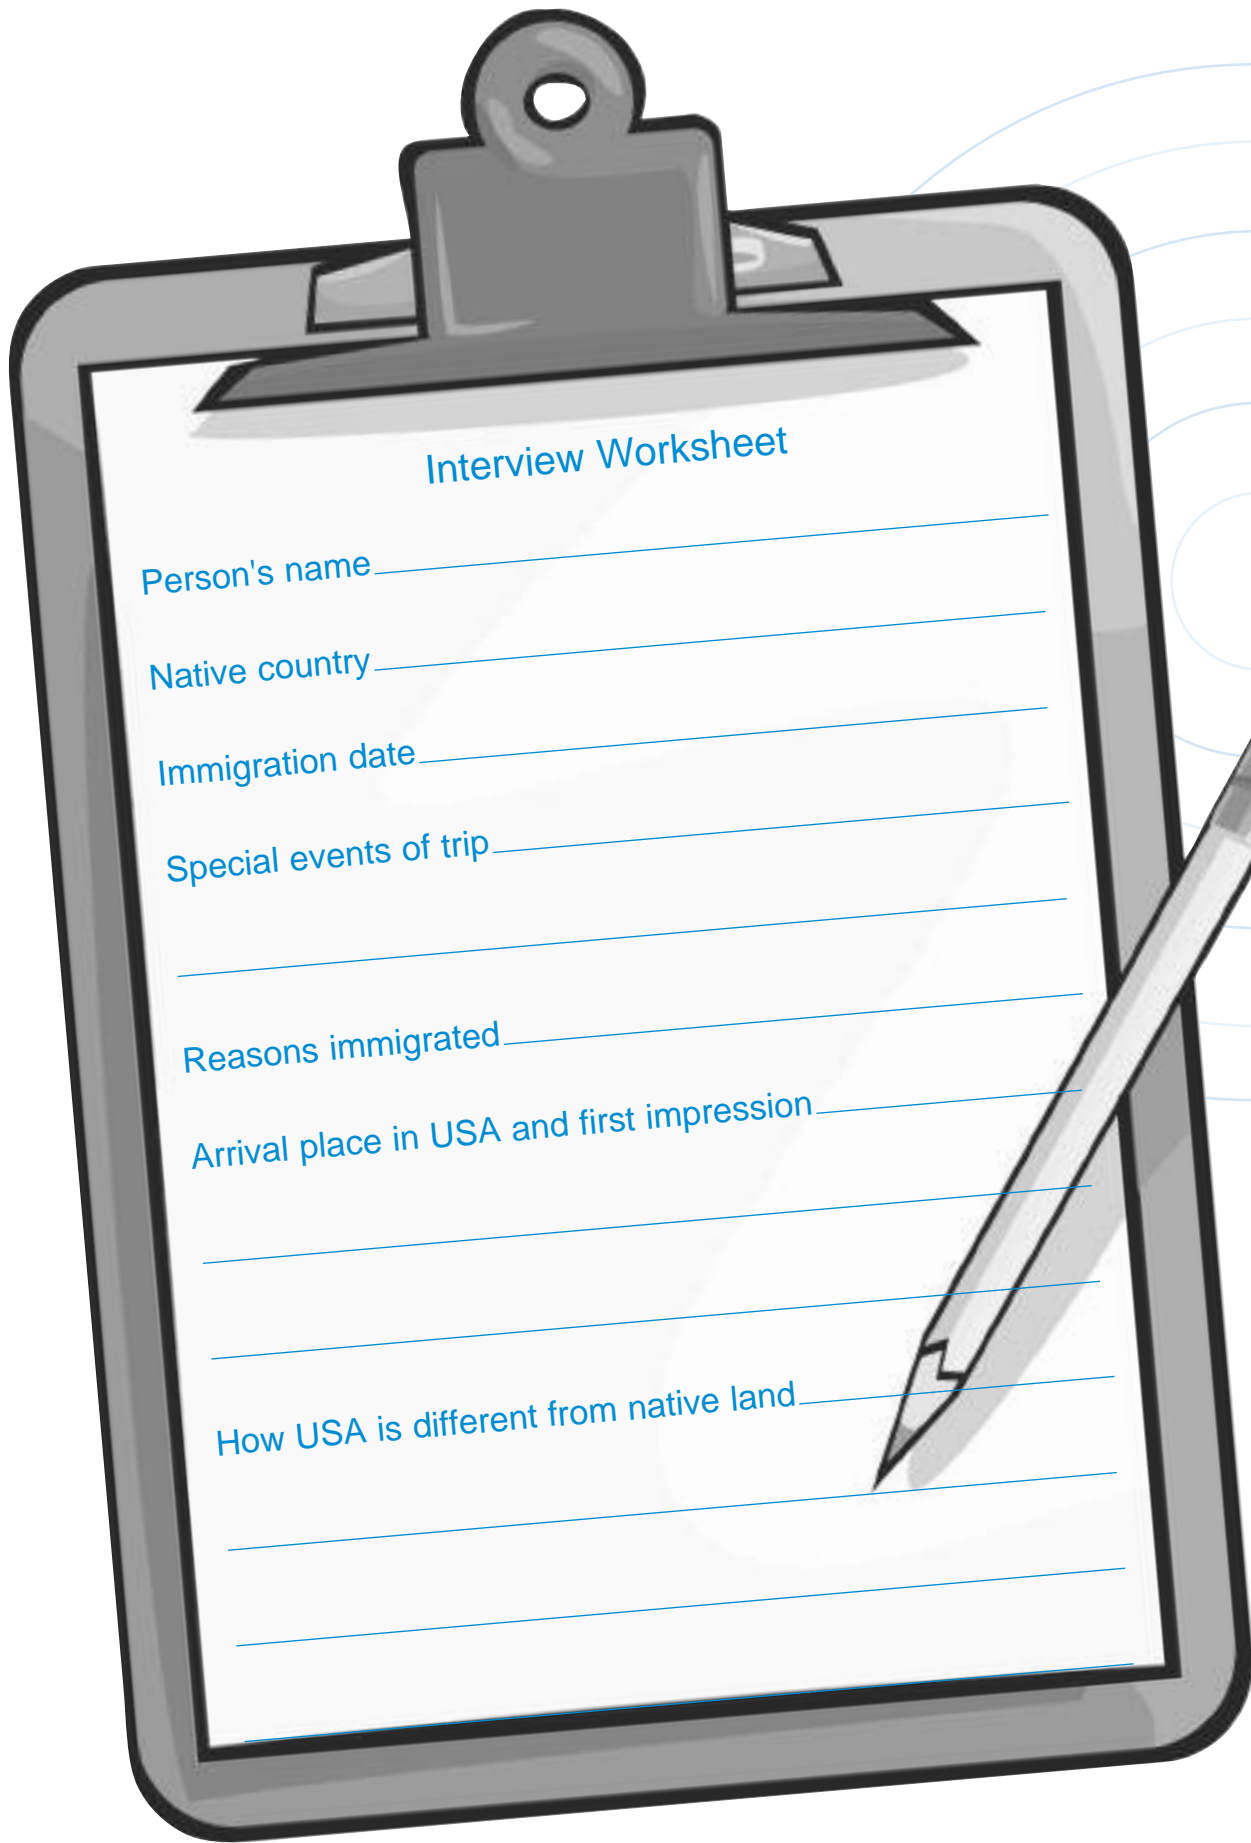 Interview Worksheet
Person's name
Native country
Immigration date
Special events of trip
Reasons immigrated
Arrival place in USA and first impression
How USA is different from native land